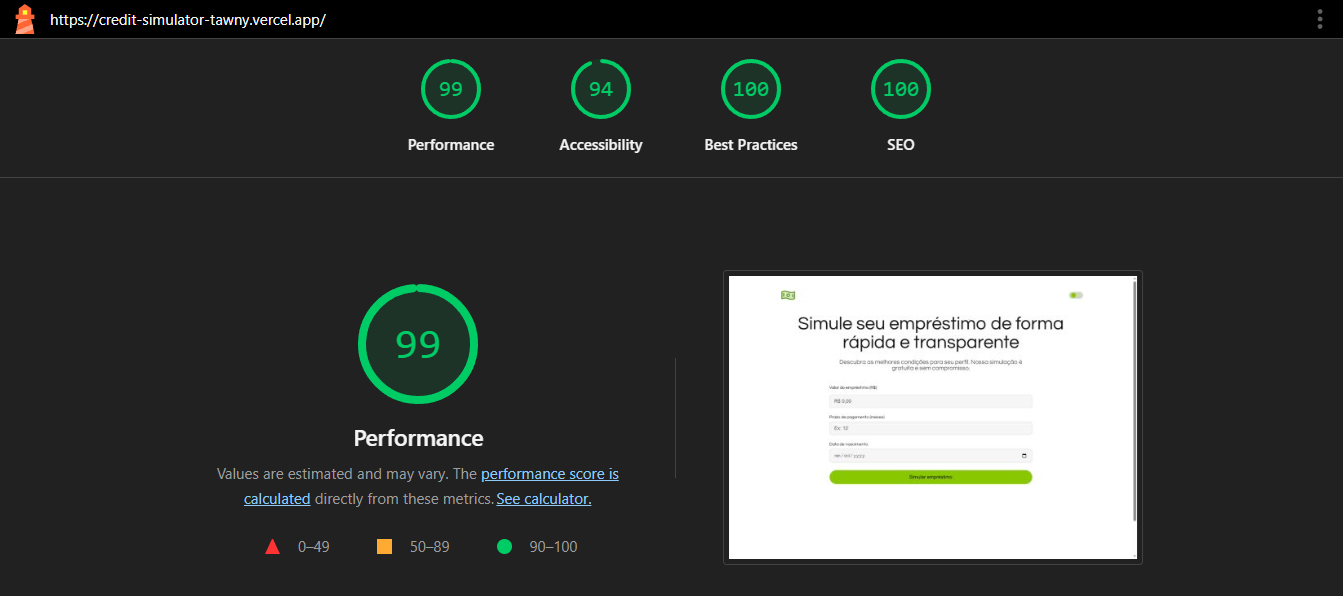 https://credit-simulator-tawny.vercel.app/
99
94
100
100
Performance
Accessibility
Best Practices
SEO
99
Performance
Values are estimated and may vary. The performance score is
calculated directly from these metrics. See calculator.
0–49
50–89
90–100
Simule seu empréstimo de forma
rápida e transparente
Descubra as melhores condições para seu perfil. Nossa simulação é
gratuita e sem compromisso.
Valor do empréstimo (R$)
R$ 0,00
Prazo de pagamento (meses)
Ex: 12
Data de nascimento
mm/dd/yyyy
Simular empréstimo